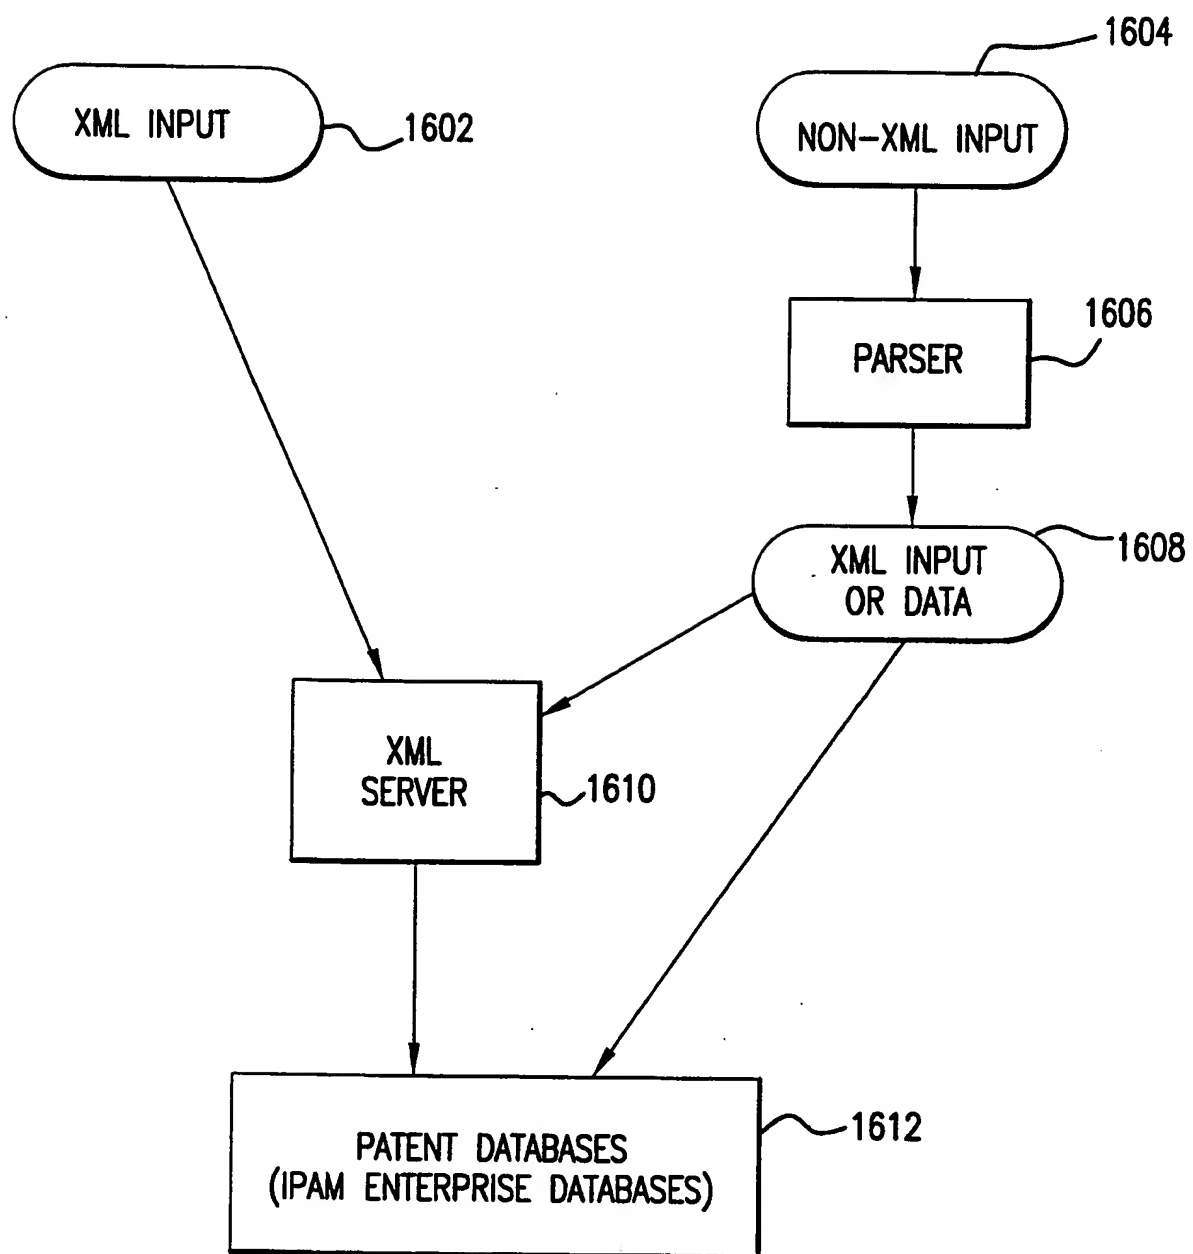 1604
XML INPUT
1602
NON-XML INPUT
1606
PARSER
1608
XML INPUT
OR DATA
XML
SERVER
1610
1612
PATENT DATABASES
(IPAM ENTERPRISE DATABASES)